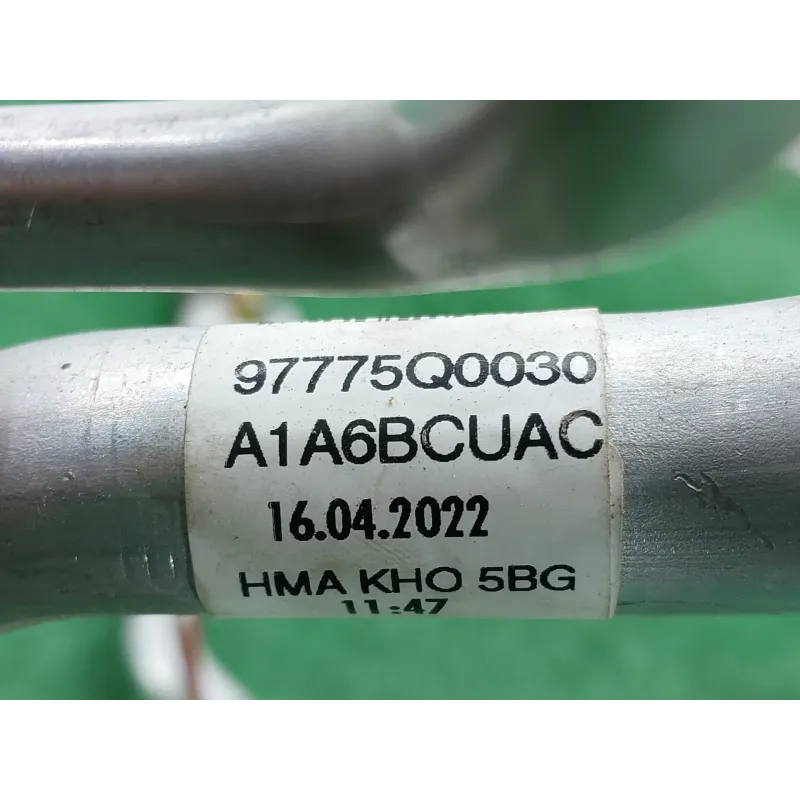 97775Q0030
A1A6BCUAC
16.04.2022
HMA KHO 5BG
11:47